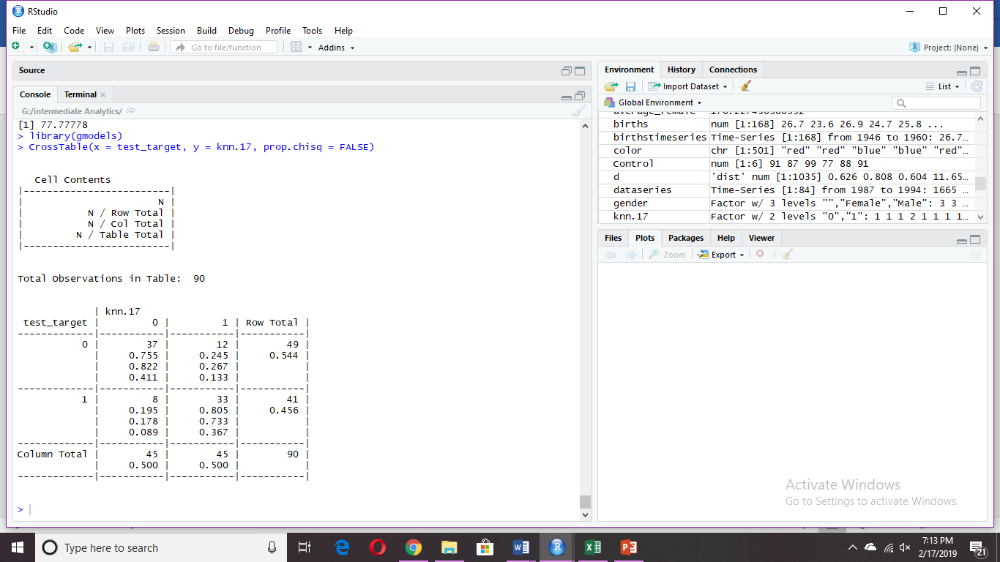 RStudio
File Edit Code View Plots Session Build Debug Profile Tools Help
Go to file/function Addins Project: (None)
Source
Console Terminal
G:/intermediate Analytics/
[1] 77.77778
> library(gmodels)
> CrossTable(x = test_target, y = knn.17, prop.chisq = FALSE)
Cell Contents
|-------------------------|
| N |
| N / Row Total |
| N / Col Total |
| N / Table Total |
|-------------------------|
Total Observations in Table: 90
| knn.17
test_target | 0 | 1 | Row Total |
-------------|-----------|-----------|-----------|
0 | 37 | 12 | 49 |
| 0.755 | 0.245 | 0.544 |
| 0.822 | 0.267 | |
| 0.411 | 0.133 | |
-------------|-----------|-----------|-----------|
1 | 8 | 33 | 41 |
| 0.195 | 0.805 | 0.456 |
| 0.178 | 0.733 | |
| 0.089 | 0.367 | |
-------------|-----------|-----------|-----------|
Column Total | 45 | 45 | 90 |
| 0.500 | 0.500 | |
-------------|-----------|-----------|-----------|
>
Environment History Connections
Import Dataset List
Global Environment
births num [1:168] 26.7 23.6 26.9 24.7 25.8 ...
birthstimeseries Time-Series [1:168] from 1946 to 1960: 26.7…
color chr [1:501] "red" "red" "blue" "blue" "red"…
Control num [1:6] 91 87 99 77 88 91
d 'dist' num [1:1035] 0.626 0.808 0.604 11.65…
dataseries Time-Series [1:84] from 1987 to 1994: 1665 …
gender Factor w/ 3 levels "","Female","Male": 3 3 …
knn.17 Factor w/ 2 levels "0","1": 1 1 1 2 1 1 1 1…
Files Plots Packages Help Viewer
Zoom Export
Activate Windows
Go to Settings to activate Windows.
Type here to search
7:13 PM
2/17/2019
21